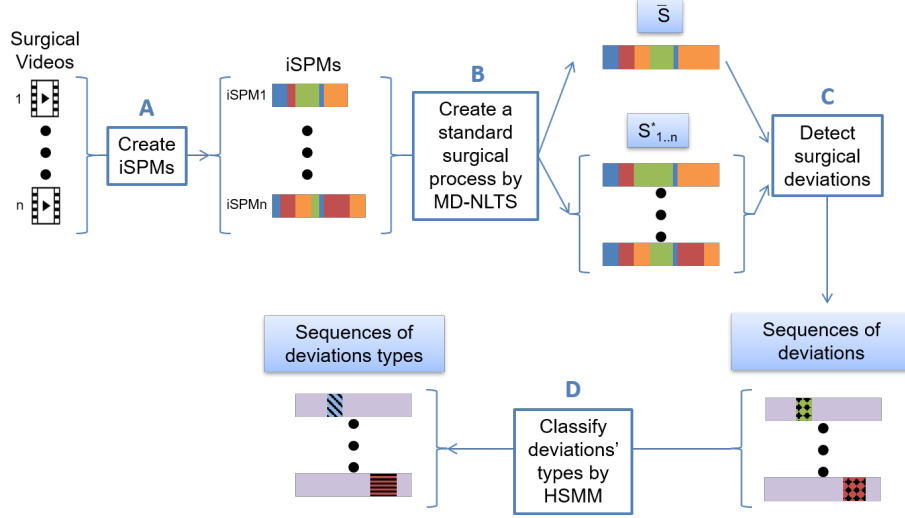 Surgical
Videos
1
n
A
Create
iSPMs
iSPMs
iSPM1
iSPMn
B
Create a
standard
surgical
process by
MD-NLTS
S̅
S*1..n
C
Detect
surgical
deviations
Sequences of
deviations
D
Classify
deviations'
types by
HSMM
Sequences of
deviations types